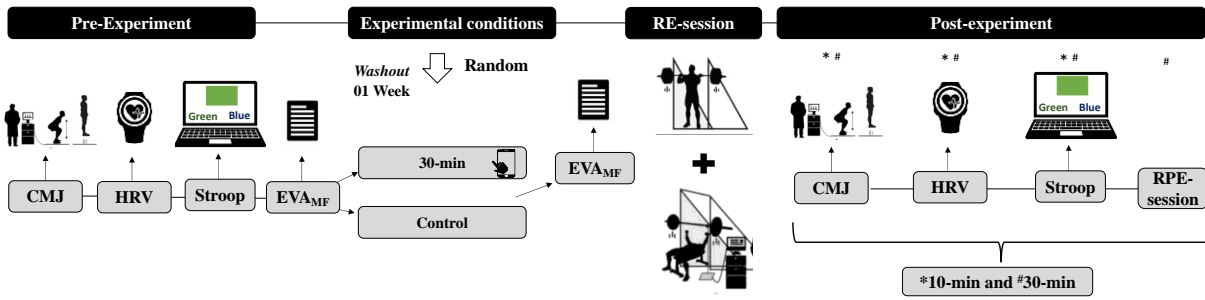 Pre-Experiment
Experimental conditions
RE-session
Post-experiment
Washout
01 Week
Random
Green Blue
CMJ
HRV
Stroop
EVAMF
30-min
Control
EVAMF
* #
* #
* #
#
Green Blue
CMJ
HRV
Stroop
RPE-
session
*10-min and #30-min